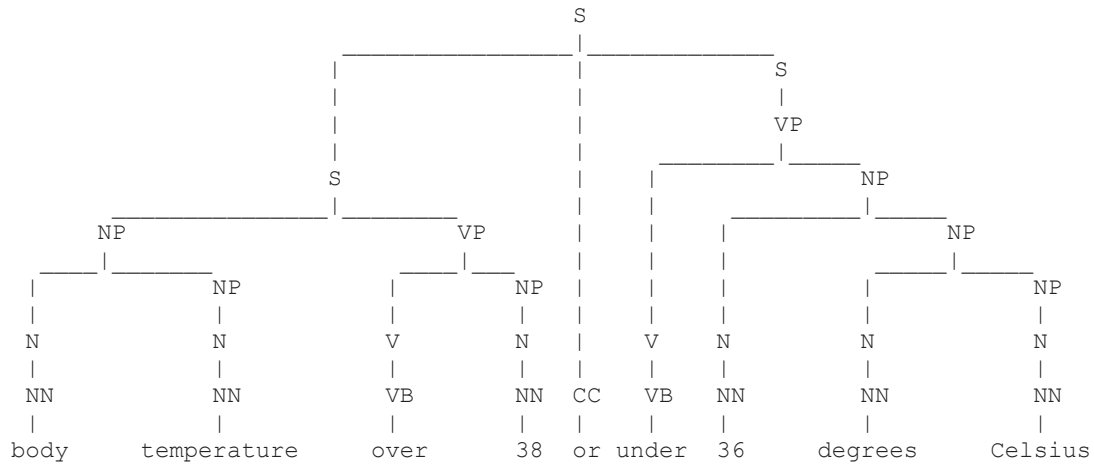 S
S
VP
S NP
NP VP NP
NP NP NP
N N V N V N N N
NN NN VB NN CC VB NN NN NN
body temperature over 38 or under 36 degrees Celsius